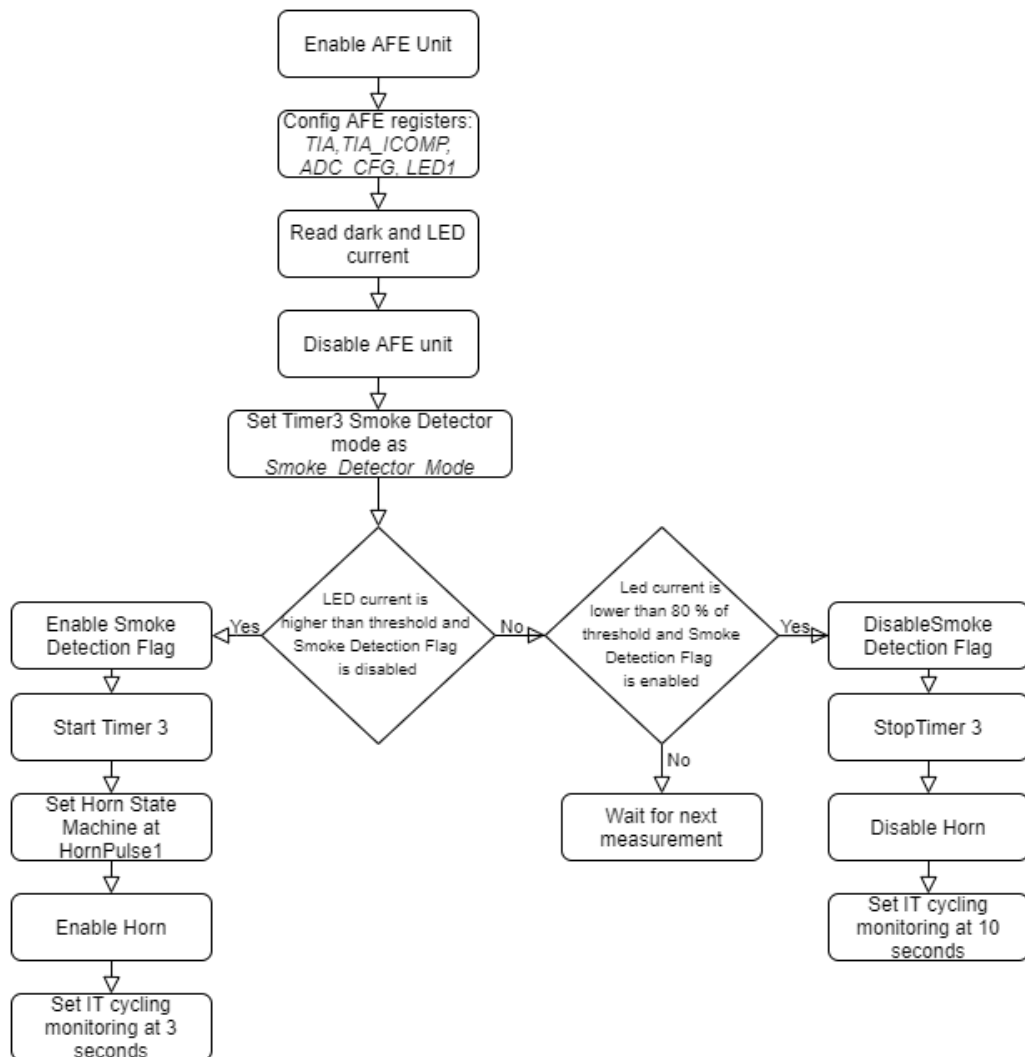 Enable AFE Unit
Config AFE registers:
TIA,TIA_ICOMP,
ADC_CFG, LED1
Read dark and LED
current
Disable AFE unit
Set Timer3 Smoke Detector
mode as
Smoke_Detector_Mode
LED current is
higher than threshold and
Smoke Detection Flag
is disabled
Yes
No
Led current is
lower than 80 % of
threshold and Smoke
Detection Flag
is enabled
Yes
No
Enable Smoke
Detection Flag
Start Timer 3
Set Horn State
Machine at
HornPulse1
Enable Horn
Set IT cycling
monitoring at 3
seconds
Wait for next
measurement
DisableSmoke
Detection Flag
StopTimer 3
Disable Horn
Set IT cycling
monitoring at 10
seconds